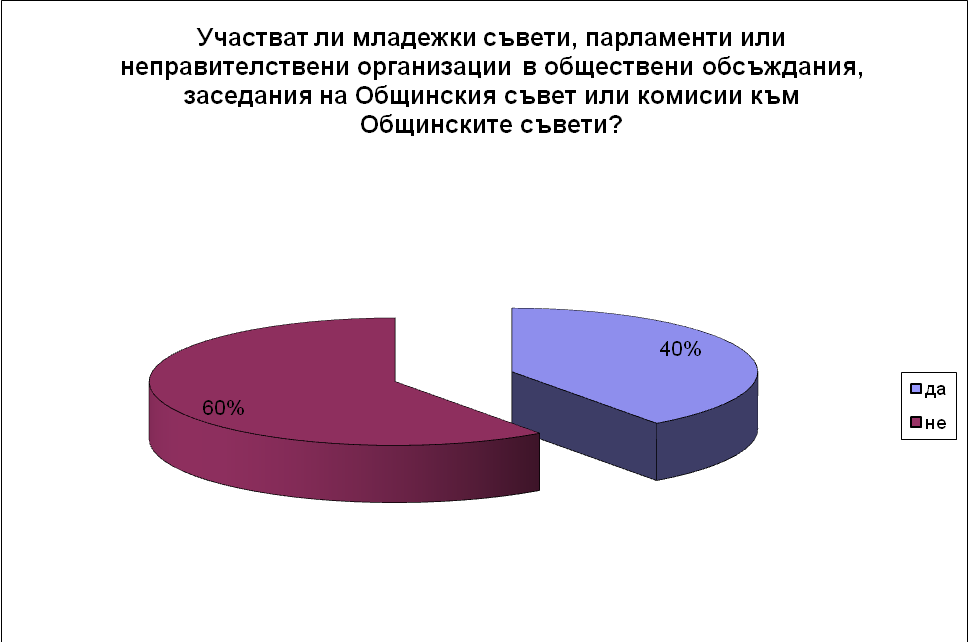 Участват ли младежки съвети, парламенти или
неправителствени организации в обществени обсъждания,
заседания на Общинския съвет или комисии към
Общинските съвети?
40%
60%
да
не